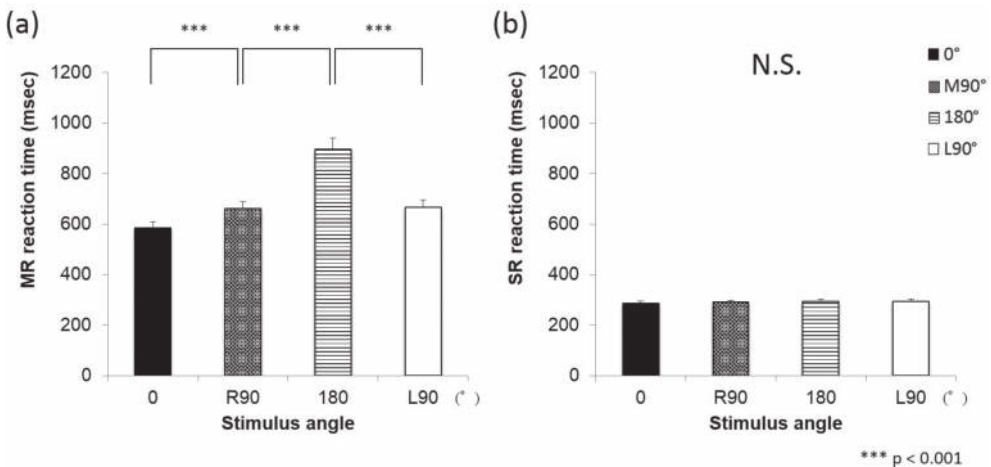 (a)
*** *** ***
1200
1000
800
600
400
200
0
MR reaction time (msec)
0 R90 180 L90 (°)
Stimulus angle
(b)
N.S.
0°
M90°
180°
L90°
1200
1000
800
600
400
200
0
SR reaction time (msec)
0 R90 180 L90 (°)
Stimulus angle
*** p < 0.001